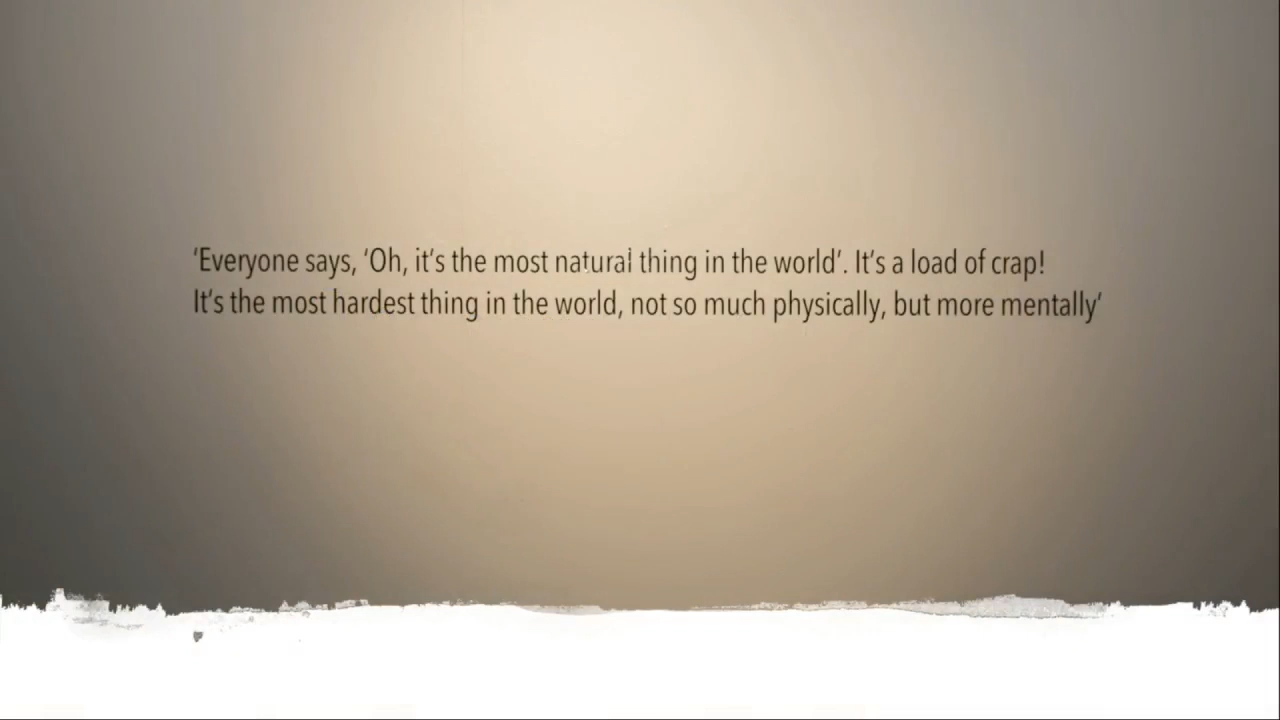 ‘Everyone says, ‘Oh, it’s the most natural thing in the world’. It’s a load of crap!
It’s the most hardest thing in the world, not so much physically, but more mentally’